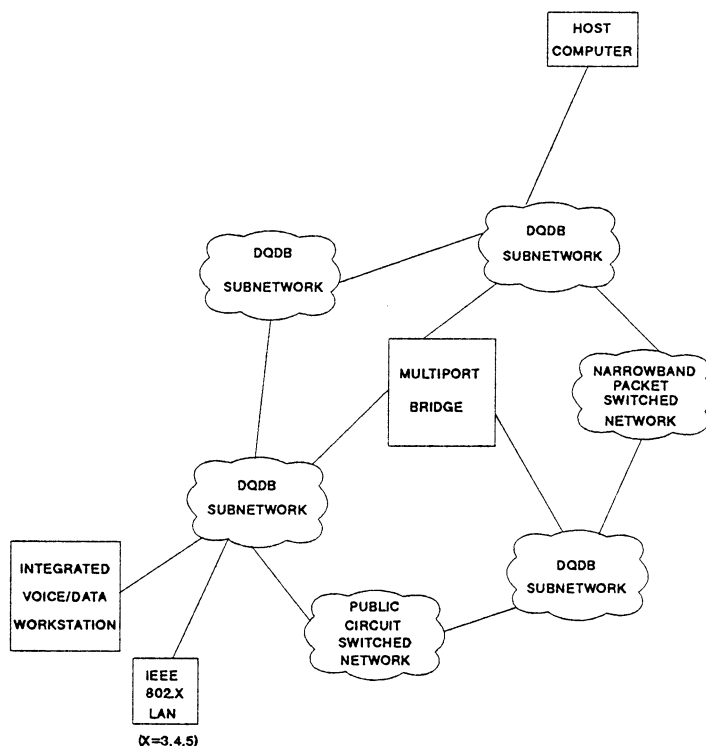 HOST
COMPUTER
DQDB
SUBNETWORK
DQDB
SUBNETWORK
MULTIPORT
BRIDGE
NARROWBAND
PACKET
SWITCHED
NETWORK
DQDB
SUBNETWORK
INTEGRATED
VOICE/DATA
WORKSTATION
DQDB
SUBNETWORK
PUBLIC
CIRCUIT
SWITCHED
NETWORK
IEEE
802.X
LAN
(X=3,4,5)